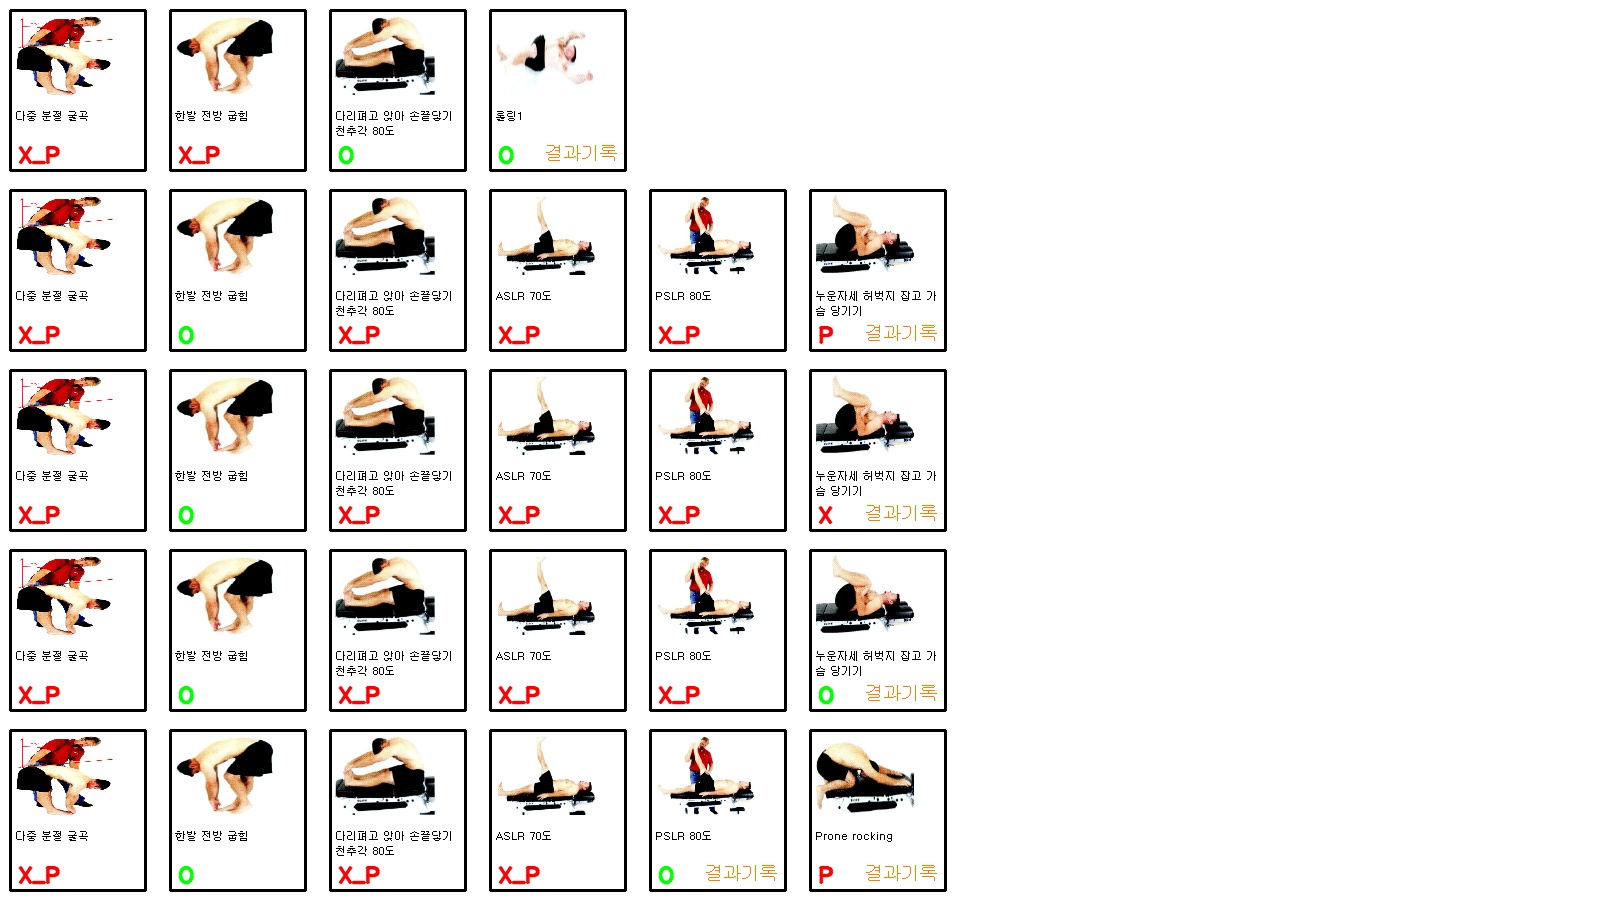 다중 분절 굴곡
X_P
한발 전방 굽힘
X_P
다리펴고 앉아 손끝닿기
천추각 80도
O
롤링1
O 결과기록
다중 분절 굴곡
X_P
한발 전방 굽힘
O
다리펴고 앉아 손끝닿기
천추각 80도
X_P
ASLR 70도
X_P
PSLR 80도
X_P
누운자세 허벅지 잡고 가
슴 당기기
P 결과기록
다중 분절 굴곡
X_P
한발 전방 굽힘
O
다리펴고 앉아 손끝닿기
천추각 80도
X_P
ASLR 70도
X_P
PSLR 80도
X_P
누운자세 허벅지 잡고 가
슴 당기기
X 결과기록
다중 분절 굴곡
X_P
한발 전방 굽힘
O
다리펴고 앉아 손끝닿기
천추각 80도
X_P
ASLR 70도
X_P
PSLR 80도
X_P
누운자세 허벅지 잡고 가
슴 당기기
O 결과기록
다중 분절 굴곡
X_P
한발 전방 굽힘
O
다리펴고 앉아 손끝닿기
천추각 80도
X_P
ASLR 70도
X_P
PSLR 80도
O 결과기록
Prone rocking
P 결과기록